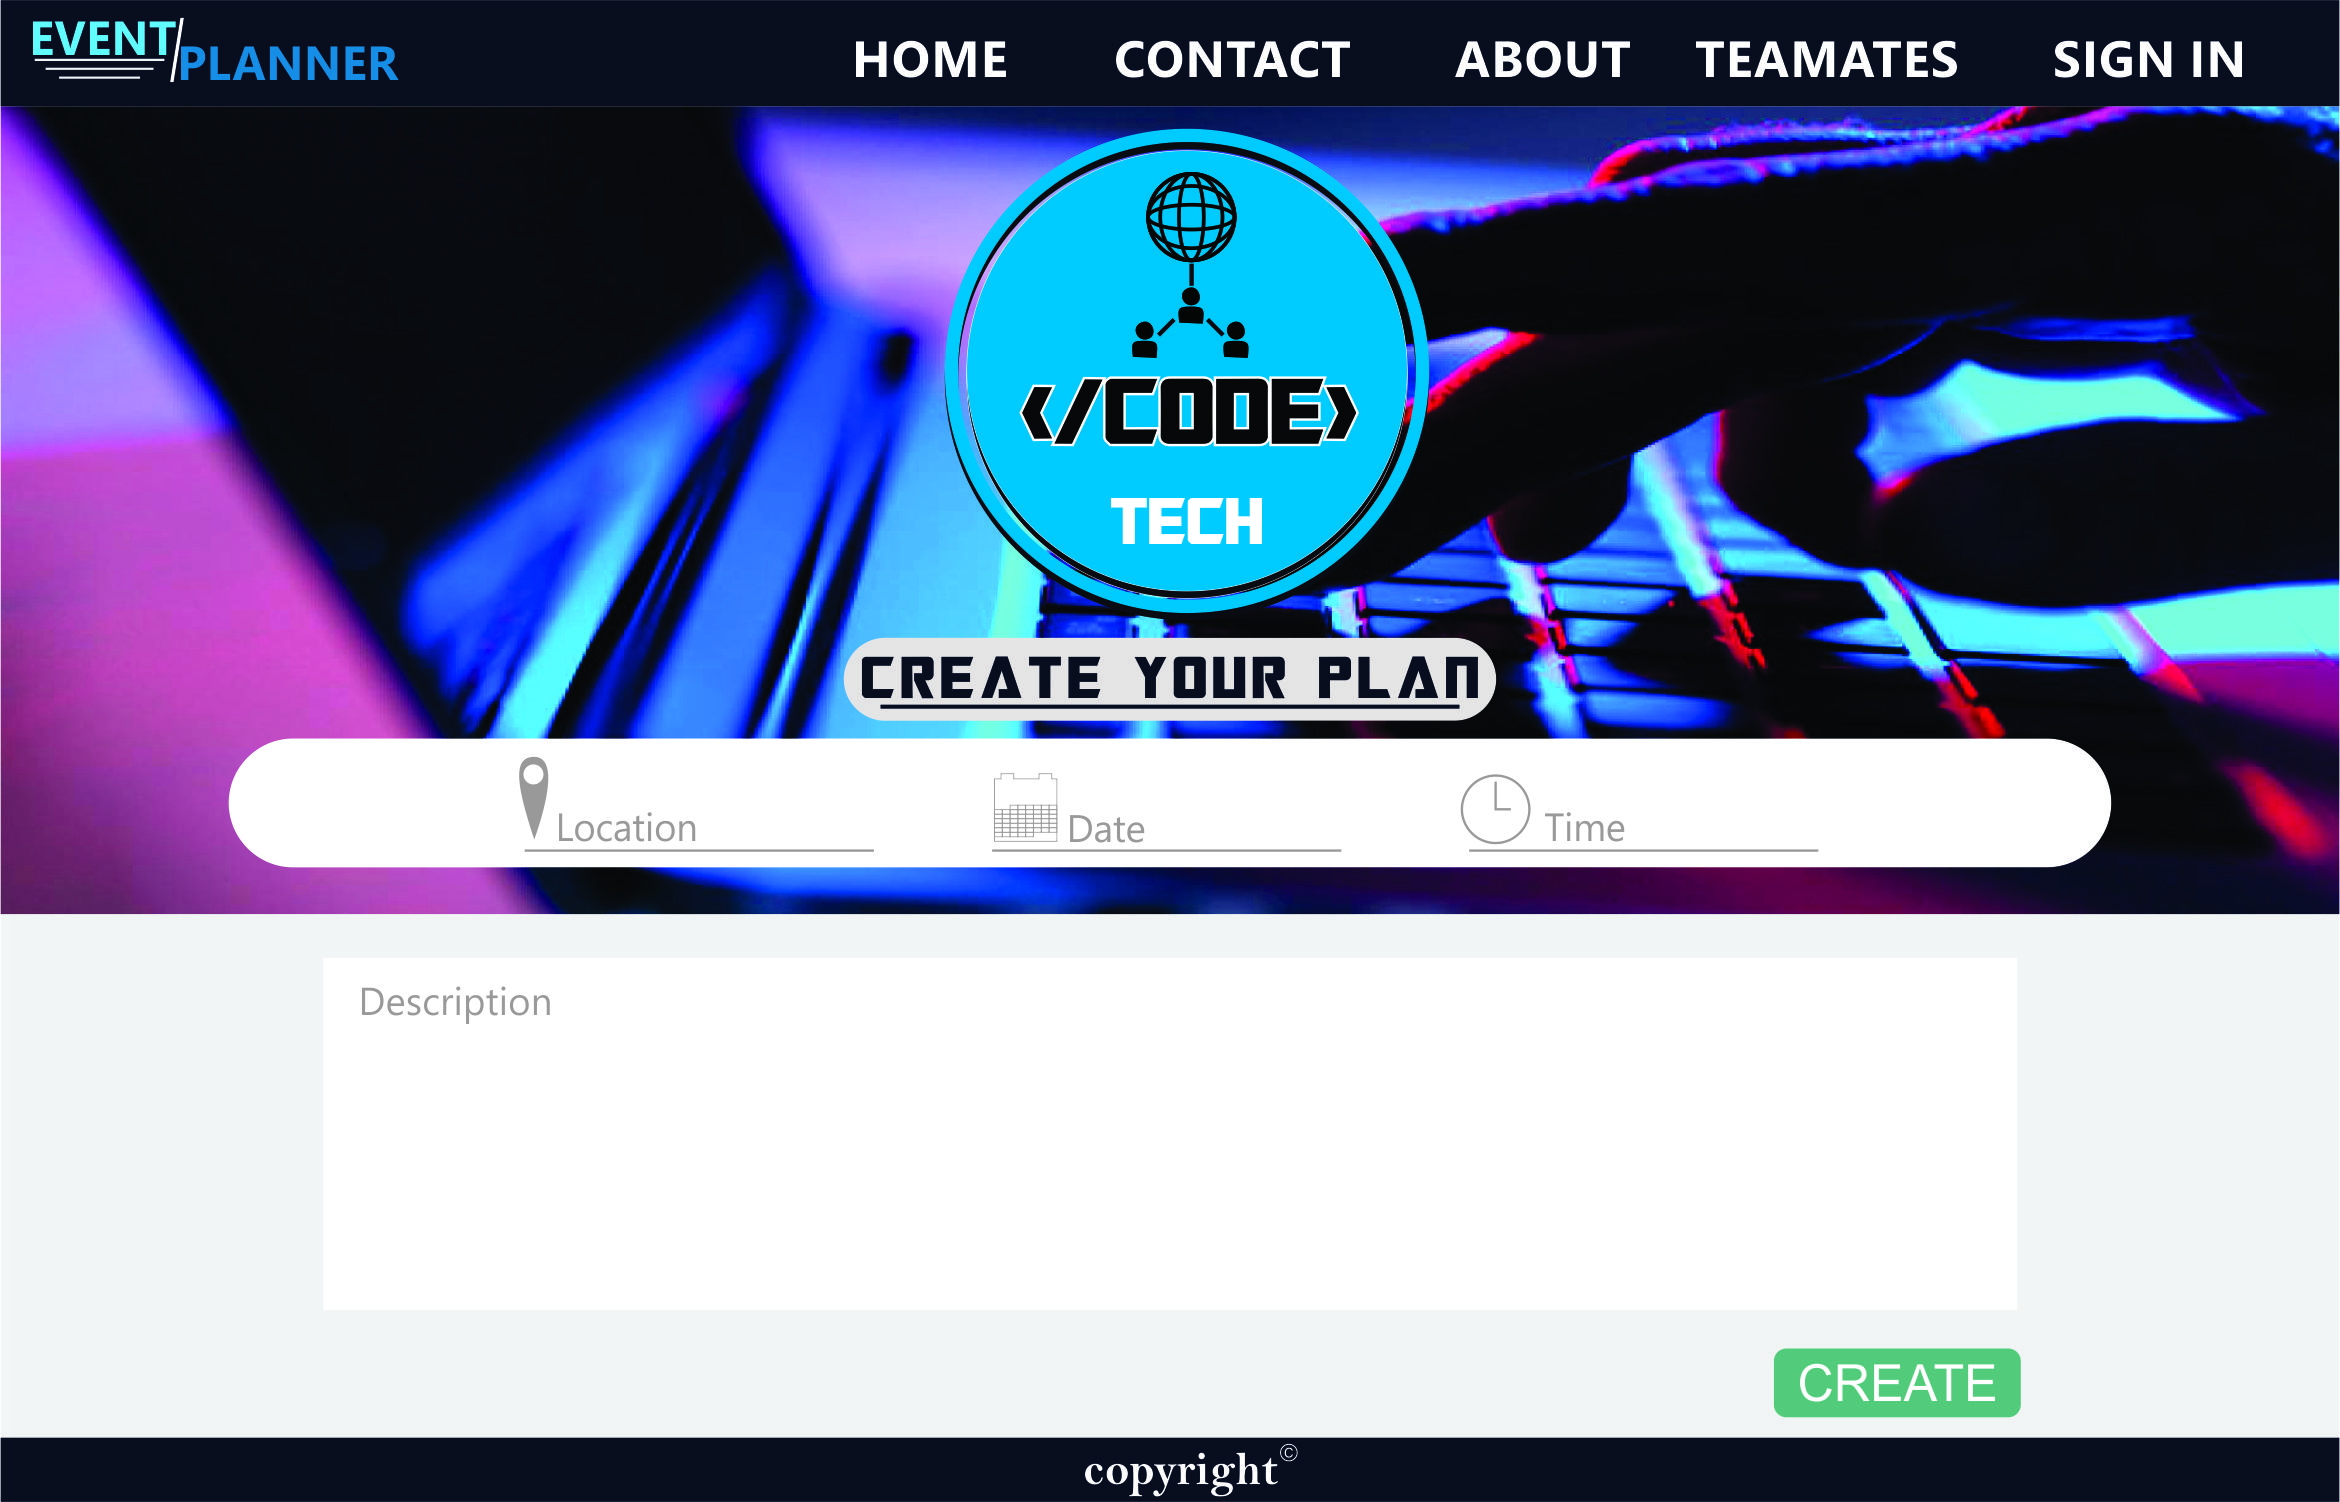 EVENT/PLANNER
HOME CONTACT ABOUT TEAMATES SIGN IN
</CODE>
TECH
CREATE YOUR PLAN
Location Date Time
Description
CREATE
copyright©